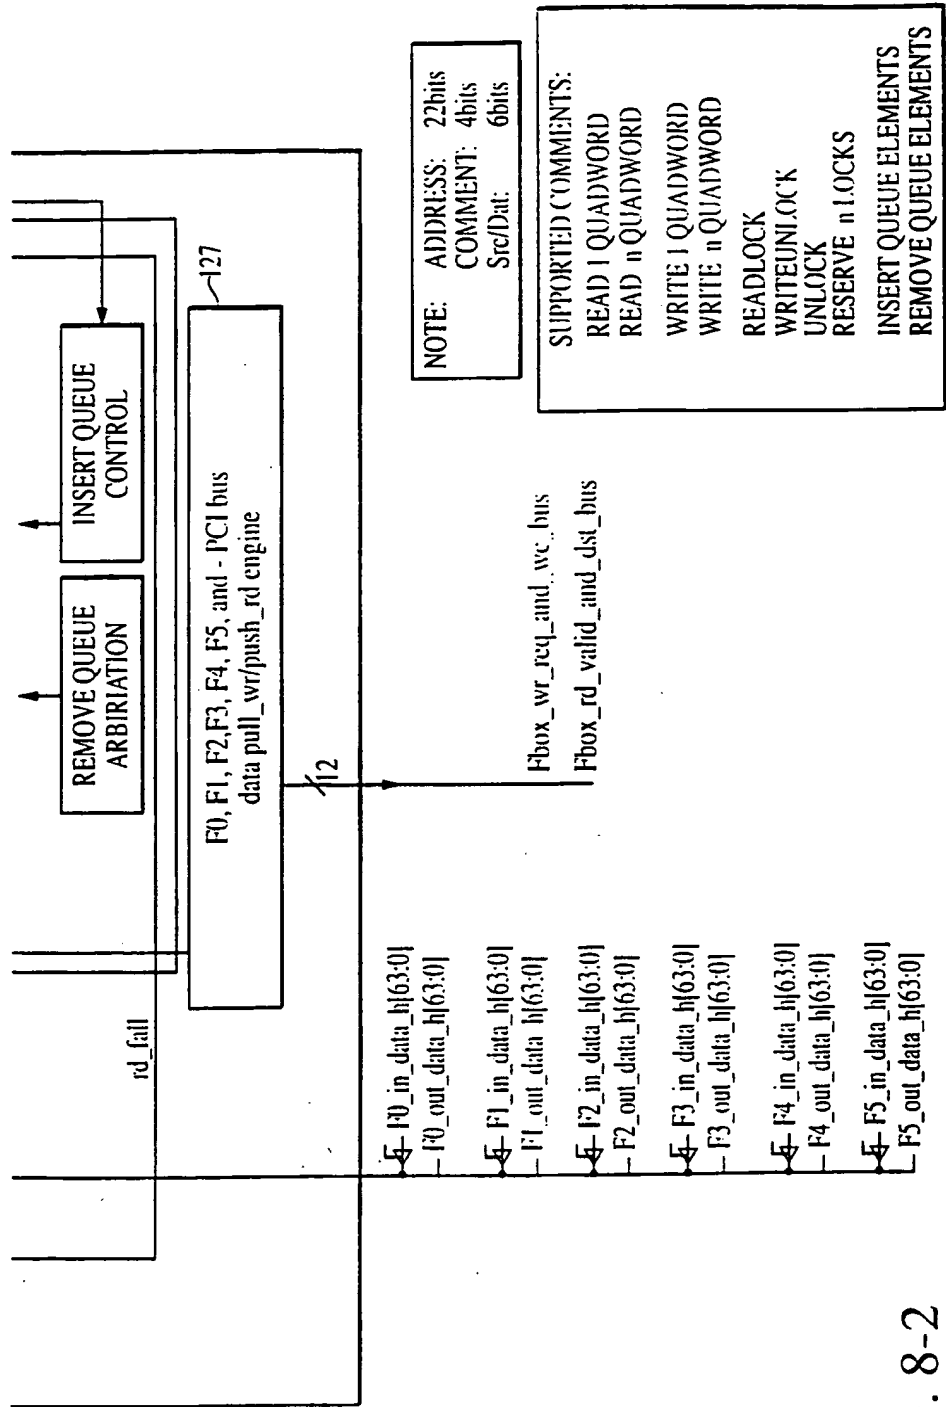 rd_fail
REMOVE QUEUE
ARBIRIATION
INSERT QUEUE
CONTROL
127
F0, F1, F2,F3, F4, F5, and - PCI bus
data pull_wr/push_rd engine
12
Fbox_wr_req_and_wc_bus
Fbox_rd_valid_and_dst_bus
F0_in_data_h[63:0]
F0_out_data_h[63:0]
F1_in_data_h[63:0]
F1_out_data h[63:0]
F2_in_data_h[63:0]
F2_out_data_h[63:0]
F3_in_data_h[63:0]
F3_out_data_h[63:0]
F4_in_data_h[63:0]
F4_out_data_h[63:0]
F5_in_data_h[63:0]
F5_out_data_h[63:0]
NOTE: ADDRESS: 22bits
COMMENT: 4bits
Src/Dat: 6bits
SUPPORTED COMMENTS:
READ 1 QUADWORD
READ n QUADWORD
WRITE 1 QUADWORD
WRITE n QUADWORD
READLOCK
WRITEUNLOCK
UNLOCK
RESERVE n LOCKS
INSERT QUEUE ELEMENTS
REMOVE QUEUE ELEMENTS
. 8-2